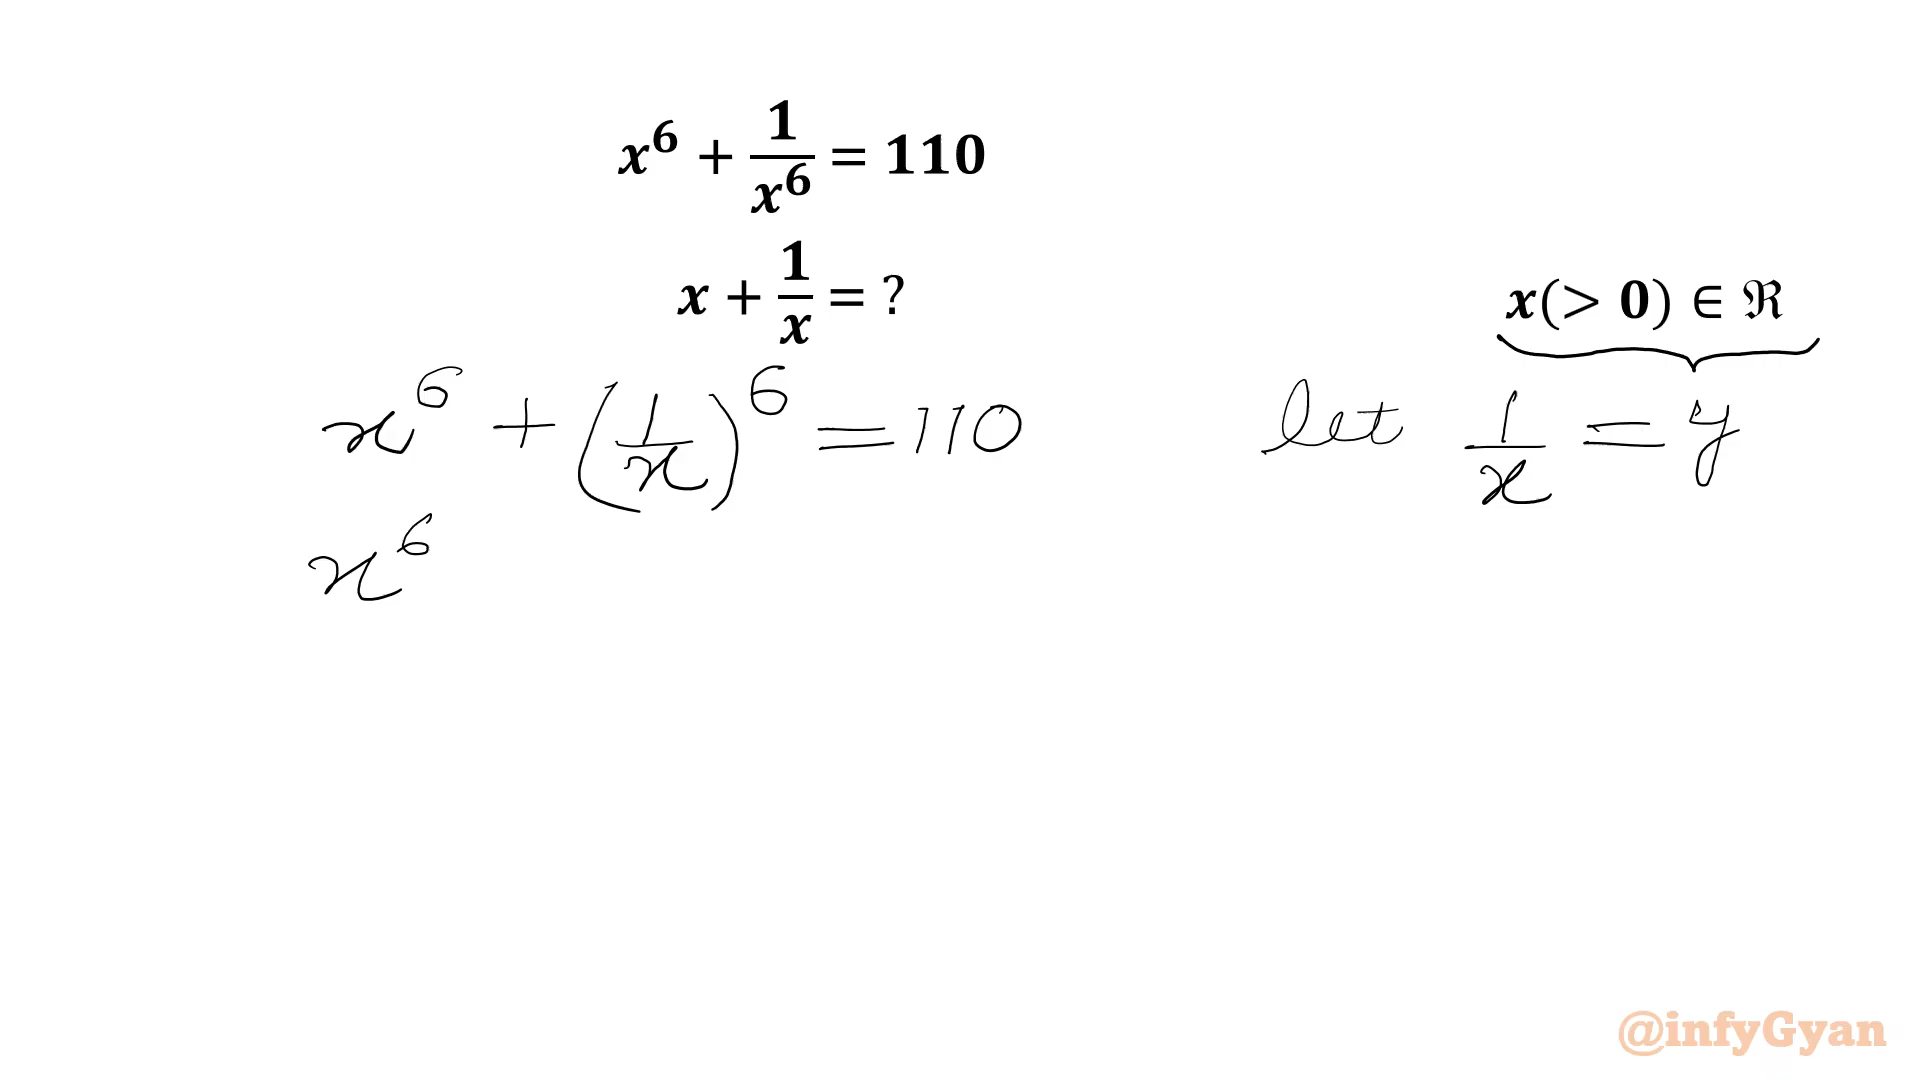 x⁶ + 1/x⁶ = 110
x + 1/x = ?
x(> 0) ∈ ℜ
x⁶ + (1/x)⁶ = 110
let 1/x = y
x⁶
@infyGyan